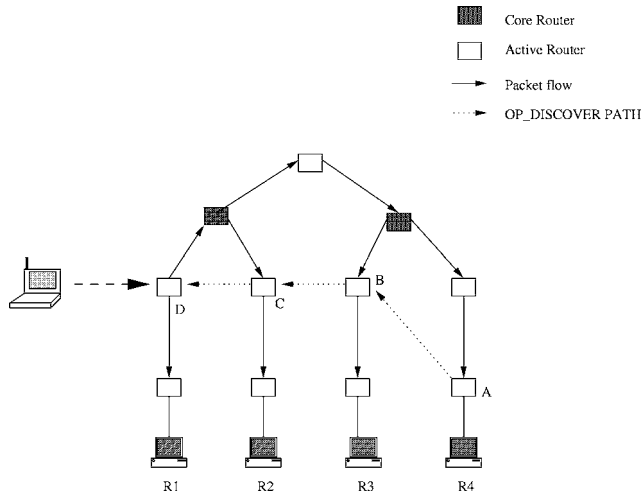 Core Router
Active Router
Packet flow
OP_DISCOVER PATH
B
D
C
A
R1
R2
R3
R4